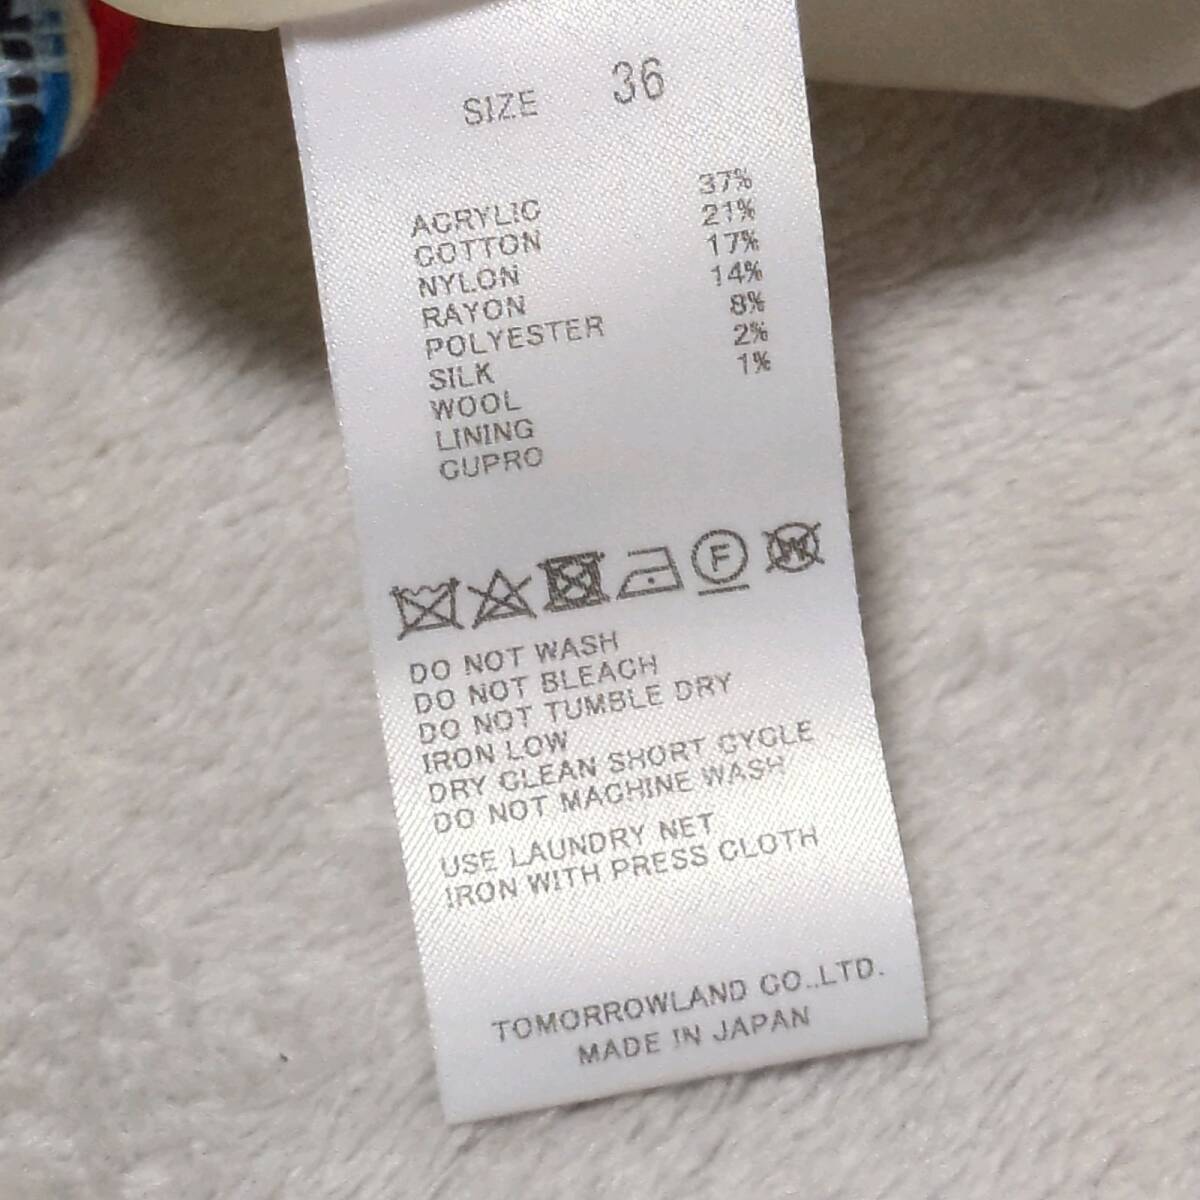 SIZE 36
ACRYLIC 37%
COTTON 21%
NYLON 17%
RAYON 14%
POLYESTER 8%
SILK 2%
WOOL 1%
LINING
CUPRO
F W
DO NOT WASH
DO NOT BLEACH
DO NOT TUMBLE DRY
IRON LOW
DRY CLEAN SHORT CYCLE
DO NOT MACHINE WASH
USE LAUNDRY NET
IRON WITH PRESS CLOTH
TOMORROWLAND CO.,LTD.
MADE IN JAPAN